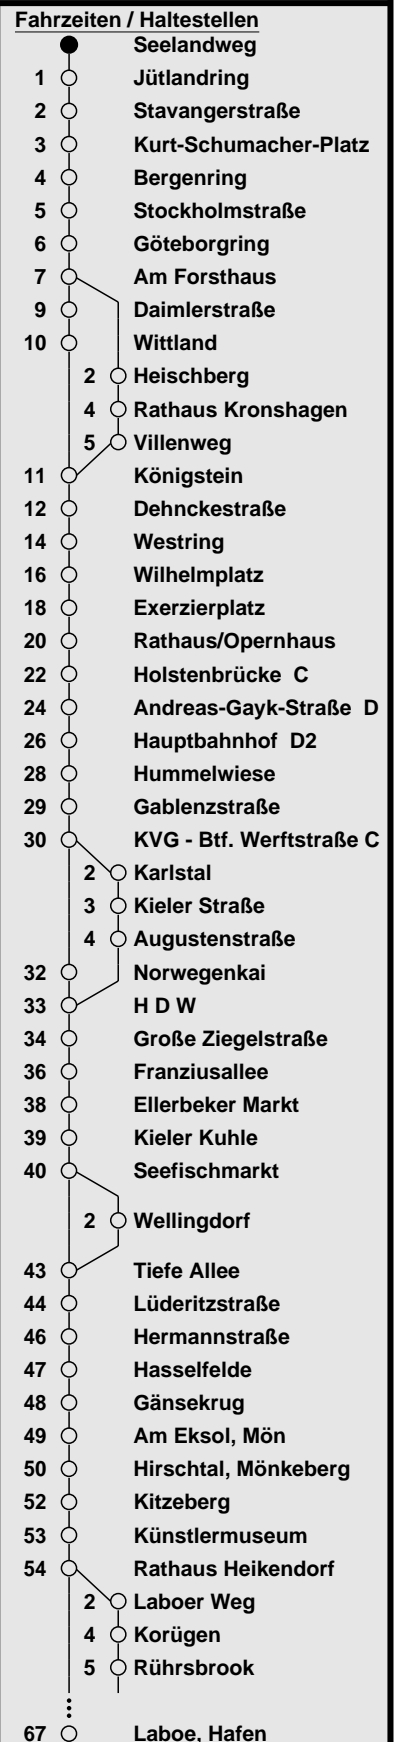 Fahrzeiten / Haltestellen
Seelandweg
1 Jütlandring
2 Stavangerstraße
3 Kurt-Schumacher-Platz
4 Bergenring
5 Stockholmstraße
6 Göteborgring
7 Am Forsthaus
9 Daimlerstraße
10 Wittland
2 Heischberg
4 Rathaus Kronshagen
5 Villenweg
11 Königstein
12 Dehnckestraße
14 Westring
16 Wilhelmplatz
18 Exerzierplatz
20 Rathaus/Opernhaus
22 Holstenbrücke C
24 Andreas-Gayk-Straße D
26 Hauptbahnhof D2
28 Hummelwiese
29 Gablenzstraße
30 KVG - Btf. Werftstraße C
2 Karlstal
3 Kieler Straße
4 Augustenstraße
32 Norwegenkai
33 H D W
34 Große Ziegelstraße
36 Franziusallee
38 Ellerbeker Markt
39 Kieler Kuhle
40 Seefischmarkt
2 Wellingdorf
43 Tiefe Allee
44 Lüderitzstraße
46 Hermannstraße
47 Hasselfelde
48 Gänsekrug
49 Am Eksol, Mön
50 Hirschtal, Mönkeberg
52 Kitzeberg
53 Künstlermuseum
54 Rathaus Heikendorf
2 Laboer Weg
4 Korügen
5 Rührsbrook
67 Laboe, Hafen